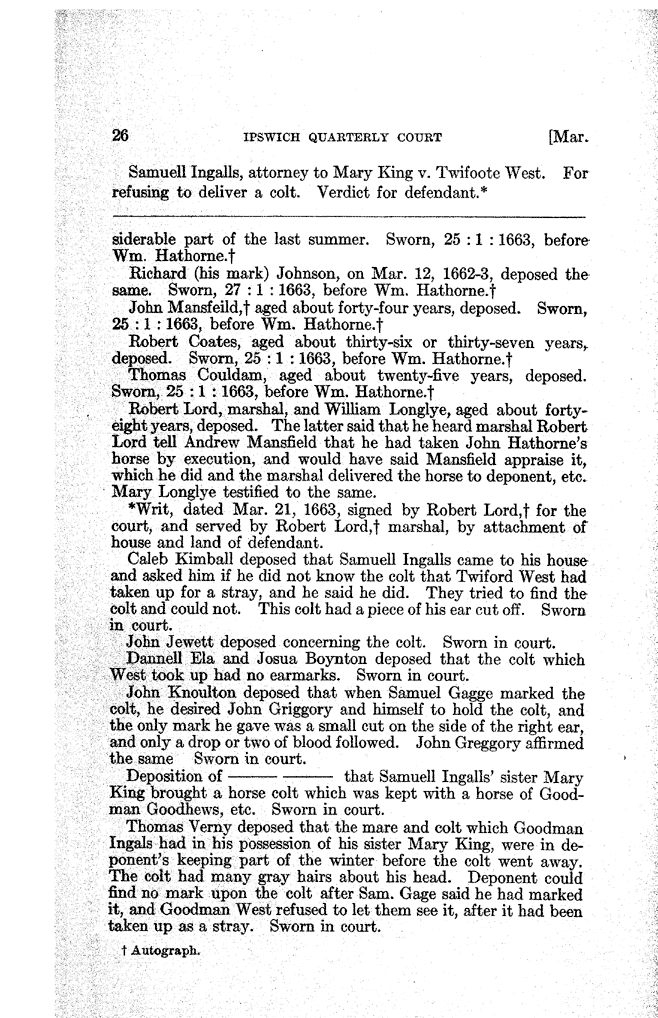 26 IPSWICH QUARTERLY COURT [Mar.
Samuell Ingalls, attorney to Mary King v. Twifoote West. For
refusing to deliver a colt. Verdict for defendant.*
siderable part of the last summer. Sworn, 25 : 1 : 1663, before
Wm. Hathorne.†
Richard (his mark) Johnson, on Mar. 12, 1662-3, deposed the
same. Sworn, 27 : 1 : 1663, before Wm. Hathorne.†
John Mansfeild,† aged about forty-four years, deposed. Sworn,
25 : 1 : 1663, before Wm. Hathorne.†
Robert Coates, aged about thirty-six or thirty-seven years,
deposed. Sworn, 25 : 1 : 1663, before Wm. Hathorne.†
Thomas Couldam, aged about twenty-five years, deposed.
Sworn, 25 : 1 : 1663, before Wm. Hathorne.†
Robert Lord, marshal, and William Longlye, aged about forty-
eight years, deposed. The latter said that he heard marshal Robert
Lord tell Andrew Mansfield that he had taken John Hathorne's
horse by execution, and would have said Mansfield appraise it,
which he did and the marshal delivered the horse to deponent, etc.
Mary Longlye testified to the same.
*Writ, dated Mar. 21, 1663, signed by Robert Lord,† for the
court, and served by Robert Lord,† marshal, by attachment of
house and land of defendant.
Caleb Kimball deposed that Samuell Ingalls came to his house
and asked him if he did not know the colt that Twiford West had
taken up for a stray, and he said he did. They tried to find the
colt and could not. This colt had a piece of his ear cut off. Sworn
in court.
John Jewett deposed concerning the colt. Sworn in court.
Dannell Ela and Josua Boynton deposed that the colt which
West took up had no earmarks. Sworn in court.
John Knoulton deposed that when Samuel Gagge marked the
colt, he desired John Griggory and himself to hold the colt, and
the only mark he gave was a small cut on the side of the right ear,
and only a drop or two of blood followed. John Greggory affirmed
the same Sworn in court.
Deposition of ——— ——— that Samuell Ingalls' sister Mary
King brought a horse colt which was kept with a horse of Good-
man Goodhews, etc. Sworn in court.
Thomas Verny deposed that the mare and colt which Goodman
Ingals had in his possession of his sister Mary King, were in de-
ponent's keeping part of the winter before the colt went away.
The colt had many gray hairs about his head. Deponent could
find no mark upon the colt after Sam. Gage said he had marked
it, and Goodman West refused to let them see it, after it had been
taken up as a stray. Sworn in court.
† Autograph.